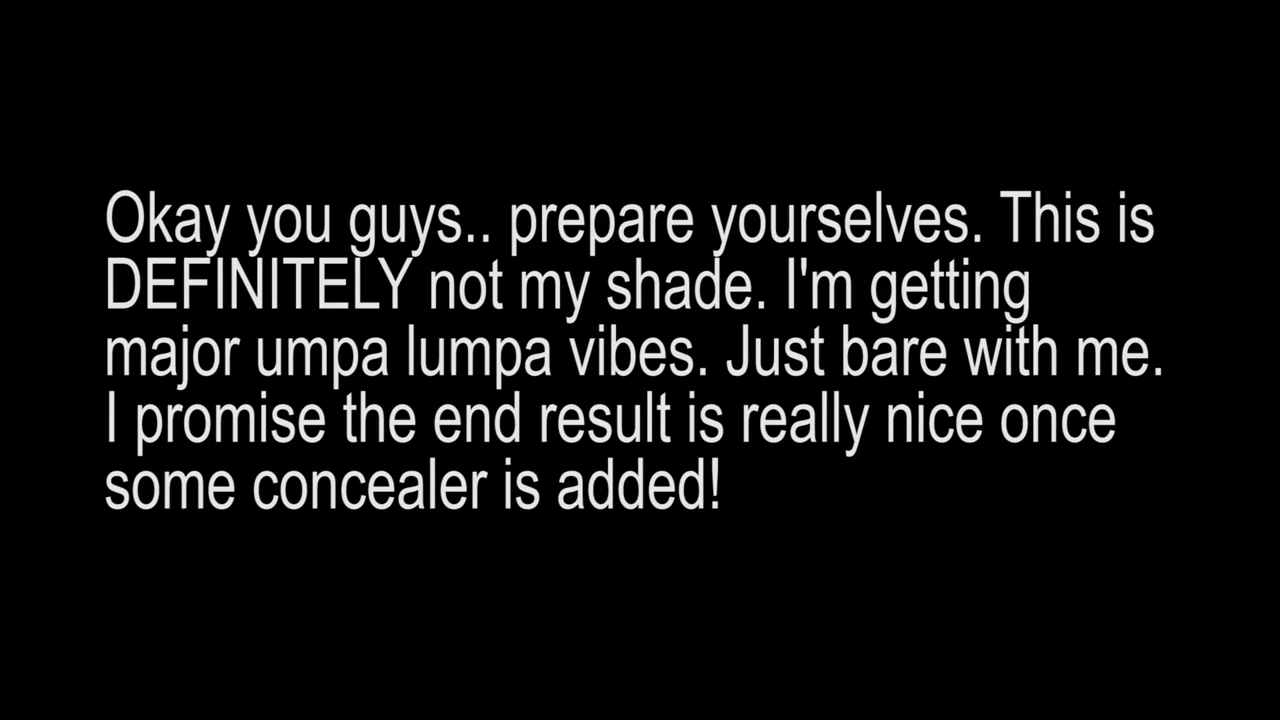 Okay you guys.. prepare yourselves. This is
DEFINITELY not my shade. I'm getting
major umpa lumpa vibes. Just bare with me.
I promise the end result is really nice once
some concealer is added!